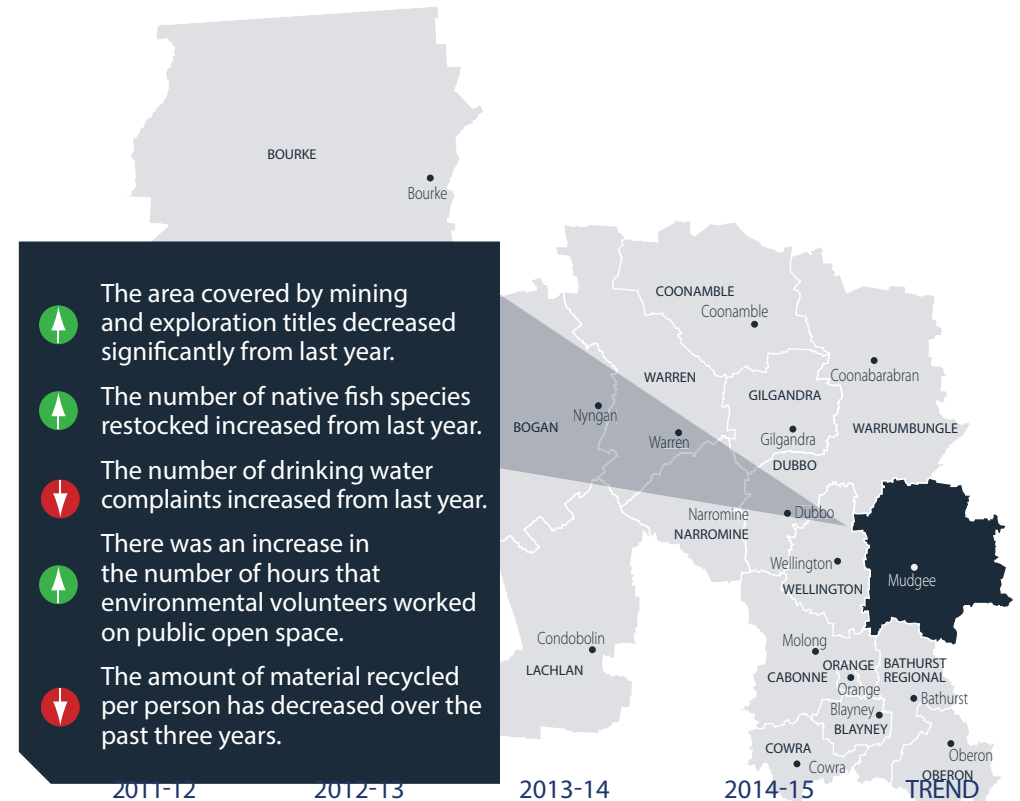 BOURKE
Bourke
The area covered by mining
and exploration titles decreased
significantly from last year.
The number of native fish species
restocked increased from last year.
The number of drinking water
complaints increased from last year.
There was an increase in
the number of hours that
environmental volunteers worked
on public open space.
The amount of material recycled
per person has decreased over the
past three years.
COONAMBLE
Coonamble
Coonabarabran
WARREN
GILGANDRA
Nyngan
BOGAN
Warren
Gilgandra
WARRUMBUNGLE
DUBBO
Narromine
Dubbo
NARROMINE
Wellington
Mudgee
WELLINGTON
Condobolin
LACHLAN
Molong
ORANGE
CABONNE
Orange
BATHURST
REGIONAL
Bathurst
Blayney
BLAYNEY
COWRA
Cowra
Oberon
OBERON
2011-12 2012-13 2013-14 2014-15 TREND